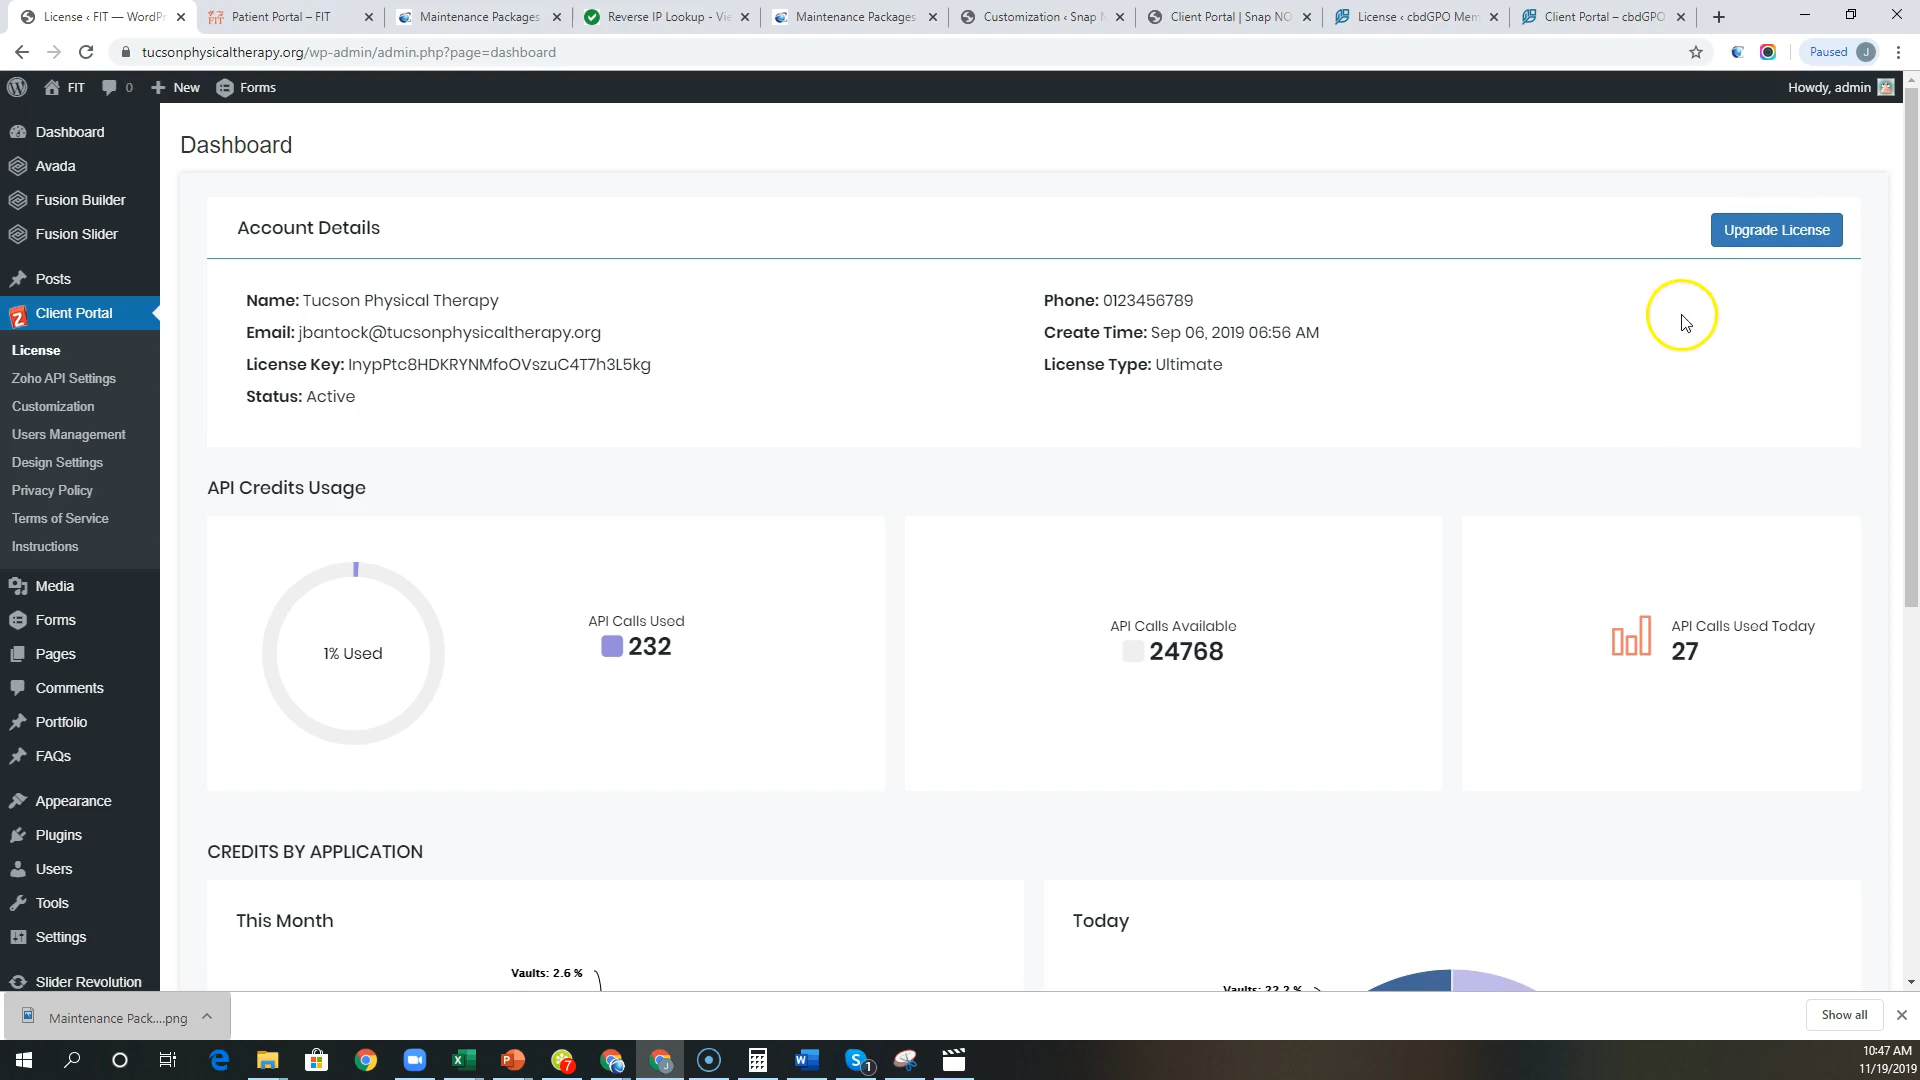 License ‹ FIT — WordPr
Patient Portal – FIT
Maintenance Packages
Reverse IP Lookup - Vie
Maintenance Packages
Customization ‹ Snap N
Client Portal | Snap NO
License ‹ cbdGPO Mem
Client Portal – cbdGPO
tucsonphysicaltherapy.org/wp-admin/admin.php?page=dashboard
Paused J
FIT
0
New
Forms
Howdy, admin
Dashboard
Avada
Fusion Builder
Fusion Slider
Posts
Client Portal
License
Zoho API Settings
Customization
Users Management
Design Settings
Privacy Policy
Terms of Service
Instructions
Media
Forms
Pages
Comments
Portfolio
FAQs
Appearance
Plugins
Users
Tools
Settings
Slider Revolution
Dashboard
Account Details
Upgrade License
Name: Tucson Physical Therapy
Phone: 0123456789
Email: jbantock@tucsonphysicaltherapy.org
Create Time: Sep 06, 2019 06:56 AM
License Key: InypPtc8HDKRYNMfoOVszuC4T7h3L5kg
License Type: Ultimate
Status: Active
API Credits Usage
1% Used
API Calls Used
232
API Calls Available
24768
API Calls Used Today
27
CREDITS BY APPLICATION
This Month
Vaults: 2.6 %
Today
Vaults: 22.2 %
Maintenance Pack....png
Show all
7
J
1
10:47 AM
11/19/2019